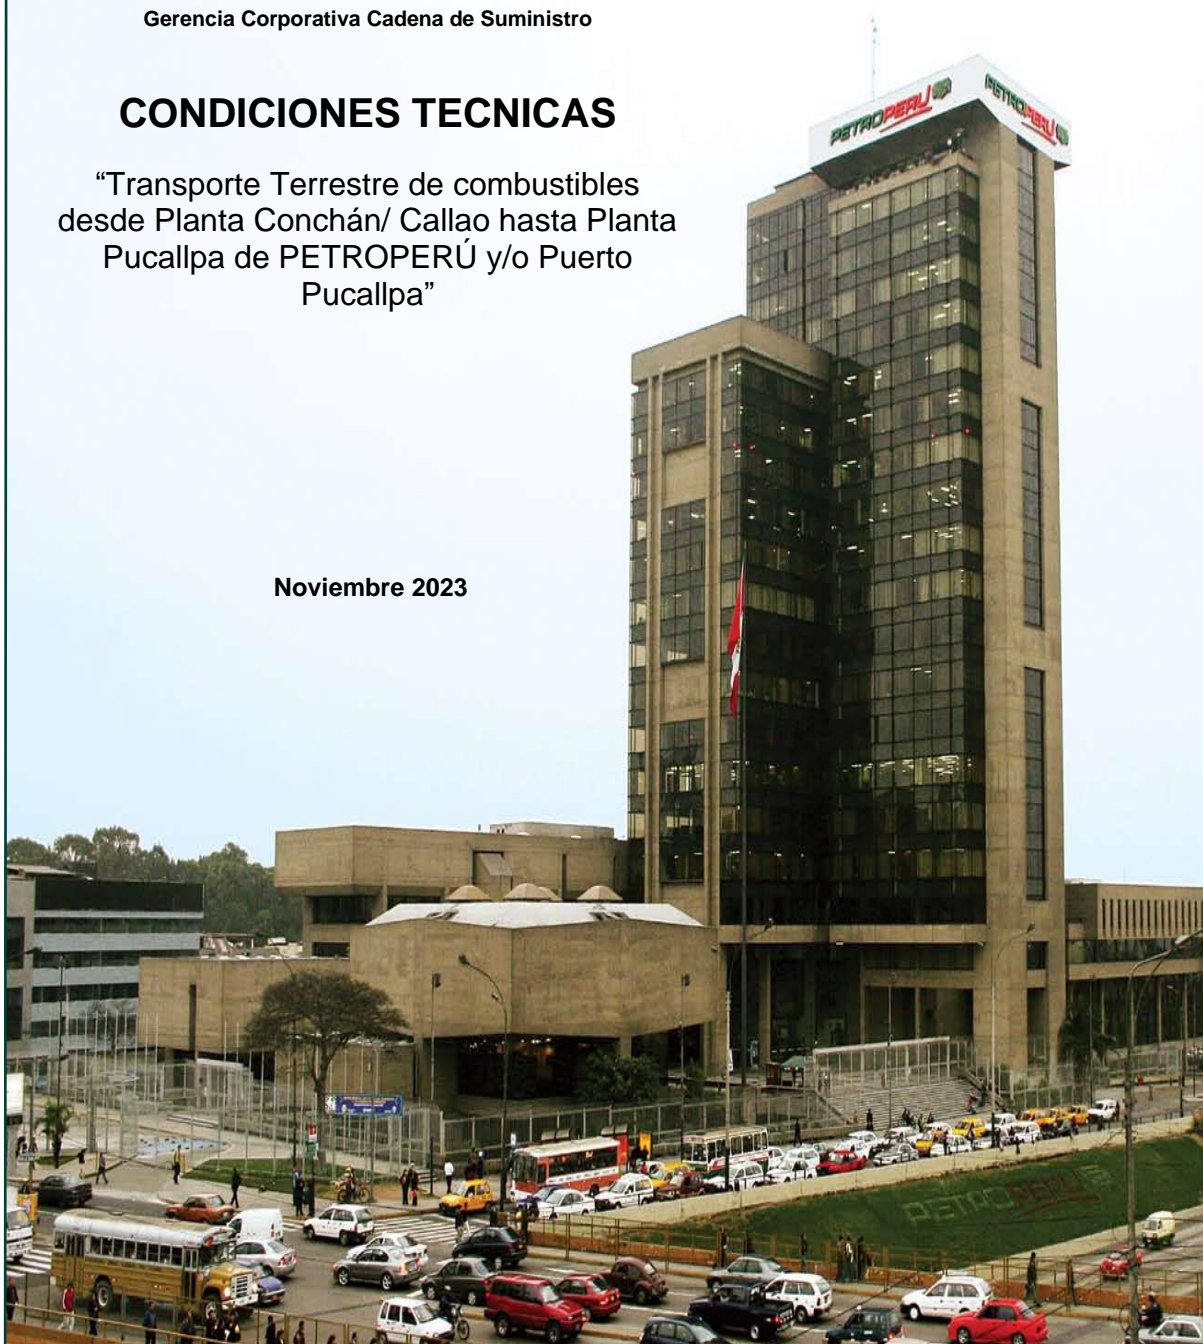 Gerencia Corporativa Cadena de Suministro
CONDICIONES TECNICAS
“Transporte Terrestre de combustibles
desde Planta Conchán/ Callao hasta Planta
Pucallpa de PETROPERÚ y/o Puerto
Pucallpa”
PETROPERU
PETROPERU
Noviembre 2023
PETROPERU